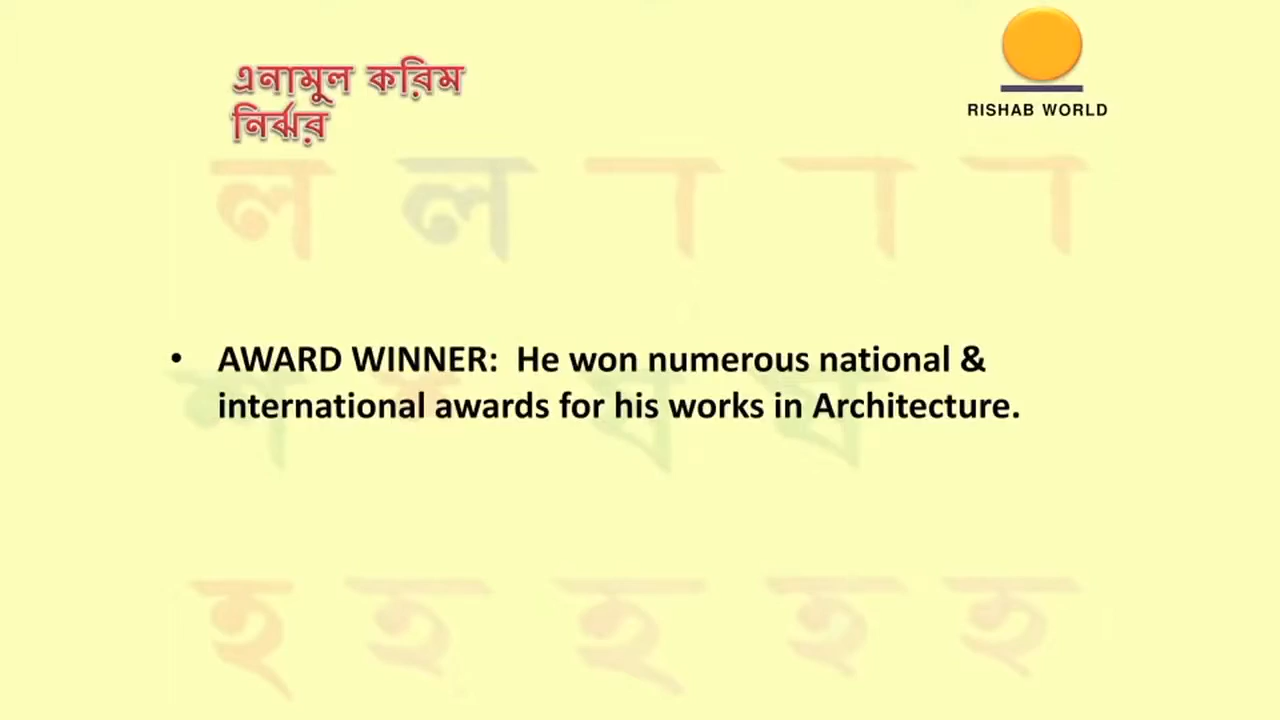 এনামুল করিম
নির্ঝর
RISHAB WORLD
ল ল া া া
• AWARD WINNER: He won numerous national &
international awards for his works in Architecture.
হ